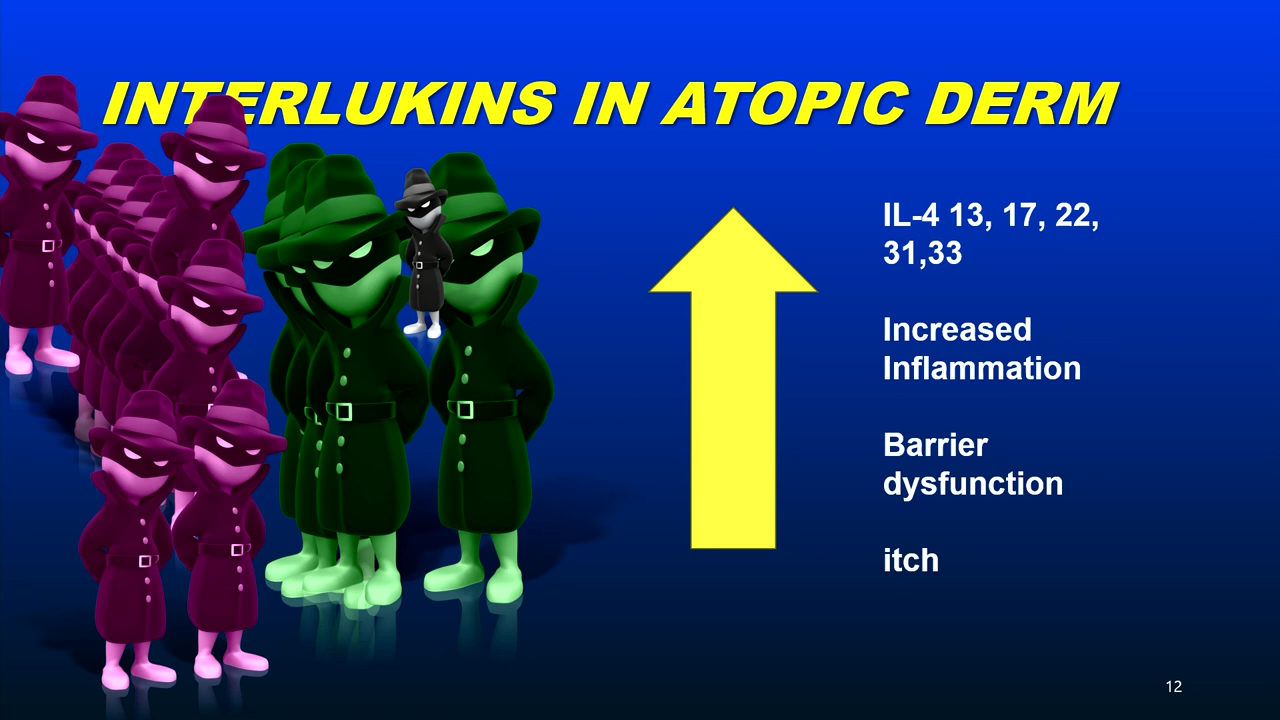 INTERLUKINS IN ATOPIC DERM
IL-4 13, 17, 22,
31,33
Increased
Inflammation
Barrier
dysfunction
itch
12